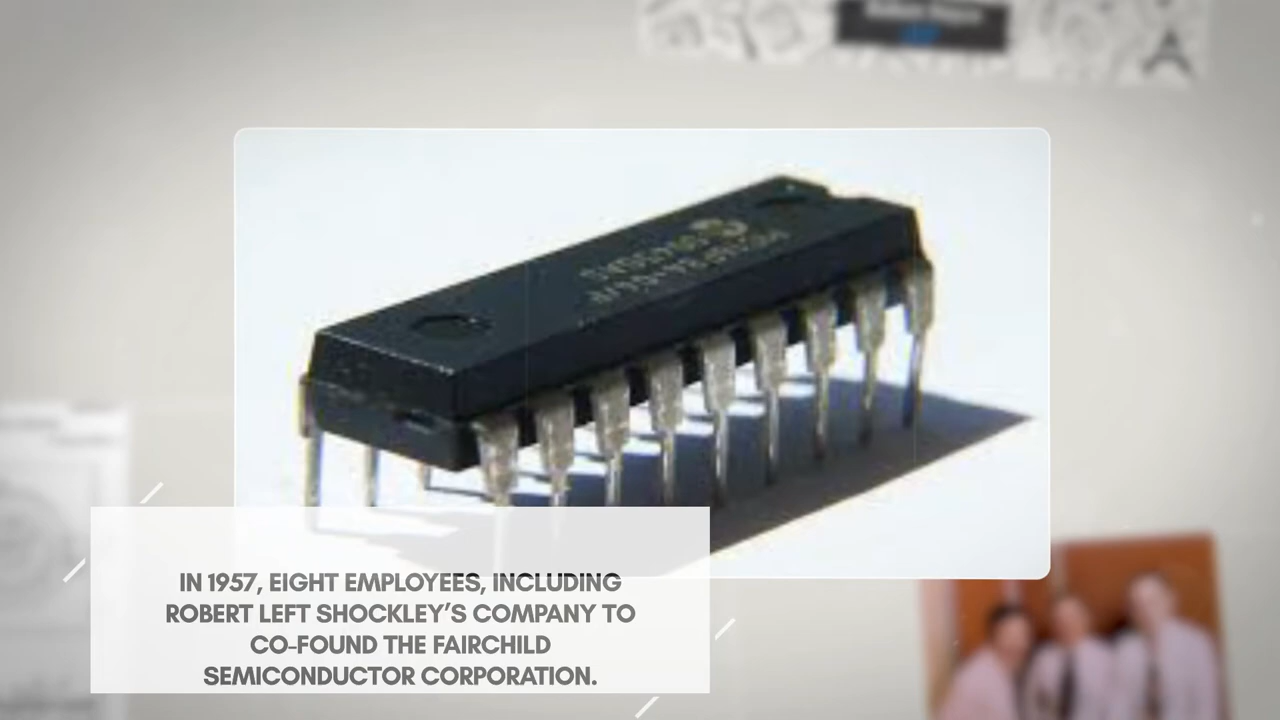 IN 1957, EIGHT EMPLOYEES, INCLUDING
ROBERT LEFT SHOCKLEY'S COMPANY TO
CO-FOUND THE FAIRCHILD
SEMICONDUCTOR CORPORATION.